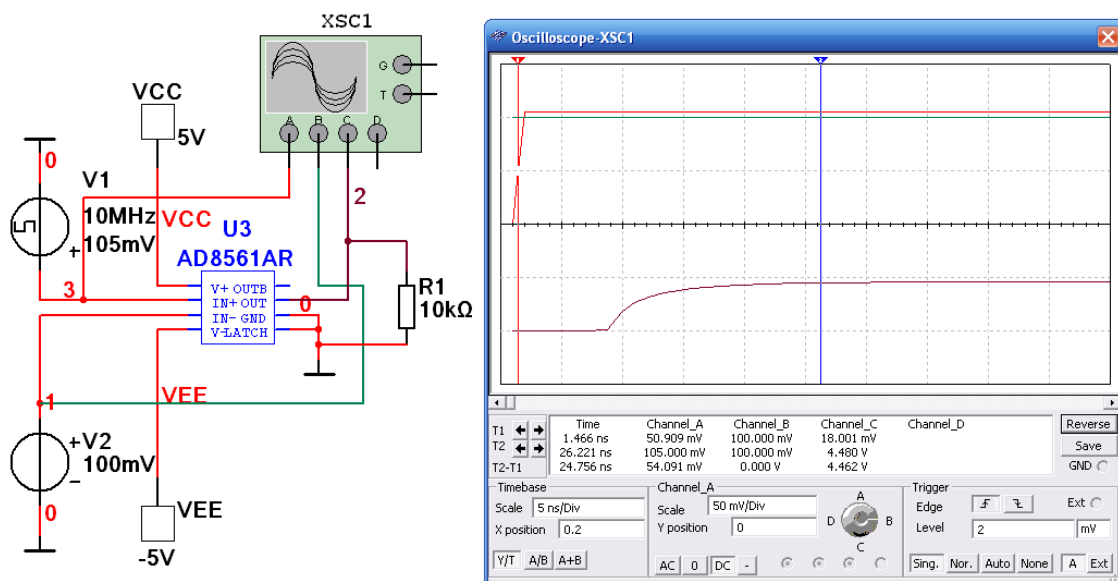 XSC1
G
T
A B C D
VCC
5V
0
V1
10MHz
105mV
+
VCC
U3
AD8561AR
V+ OUTB
IN+ OUT
IN- GND
V-LATCH
3
2
0
R1
10kΩ
1
VEE
+
V2
100mV
-
0
VEE
-5V
Oscilloscope-XSC1
1
2
Time Channel_A Channel_B Channel_C Channel_D
T1 1.466 ns 50.909 mV 100.000 mV 18.001 mV
T2 26.221 ns 105.000 mV 100.000 mV 4.480 V
T2-T1 24.756 ns 54.091 mV 0.000 V 4.462 V
Reverse
Save
GND
Timebase
Scale 5 ns/Div
X position 0.2
Y/T A/B A+B
Channel_A
Scale 50 mV/Div
Y position 0
AC 0 DC -
A
B
C
D
Trigger
Edge
Ext
Level 2 mV
Sing. Nor. Auto None A Ext